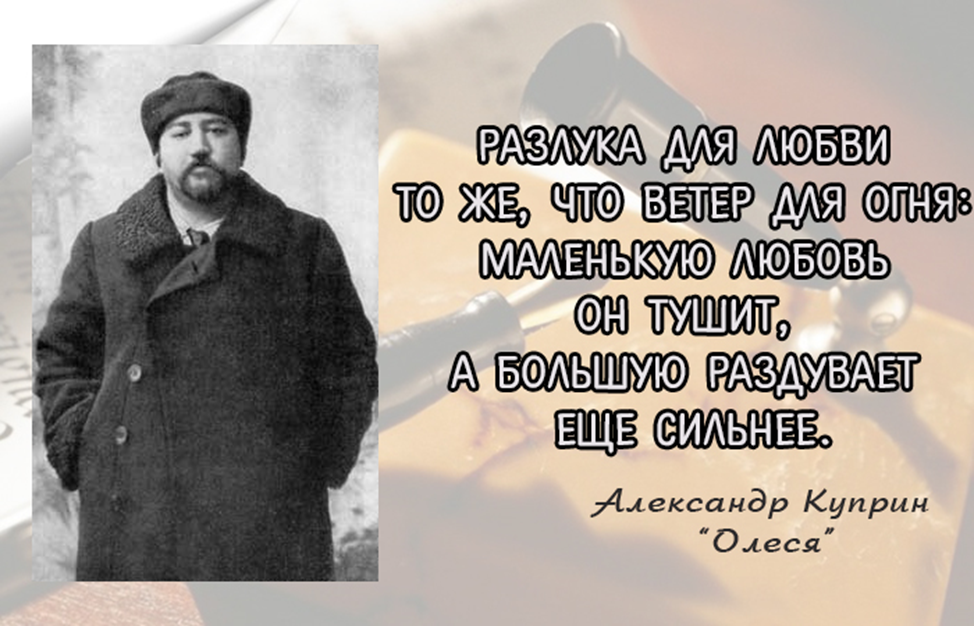 РАЗЛУКА ДЛЯ ЛЮБВИ
ТО ЖЕ, ЧТО ВЕТЕР ДЛЯ ОГНЯ:
МАЛЕНЬКУЮ ЛЮБОВЬ
ОН ТУШИТ,
А БОЛЬШУЮ РАЗДУВАЕТ
ЕЩЕ СИЛЬНЕЕ.
Александр Куприн
"Олеся"